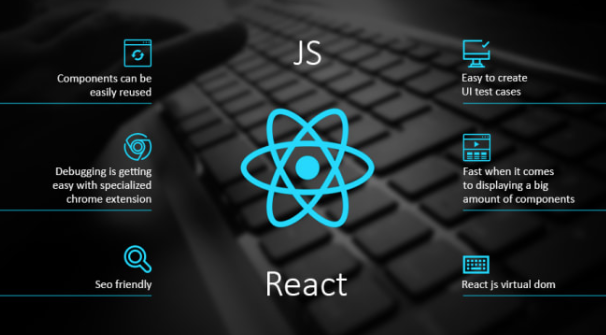 JS
Components can be
easily reused
Debugging is getting
easy with specialized
chrome extension
Seo friendly
Easy to create
UI test cases
Fast when it comes
to displaying a big
amount of components
React js virtual dom
React